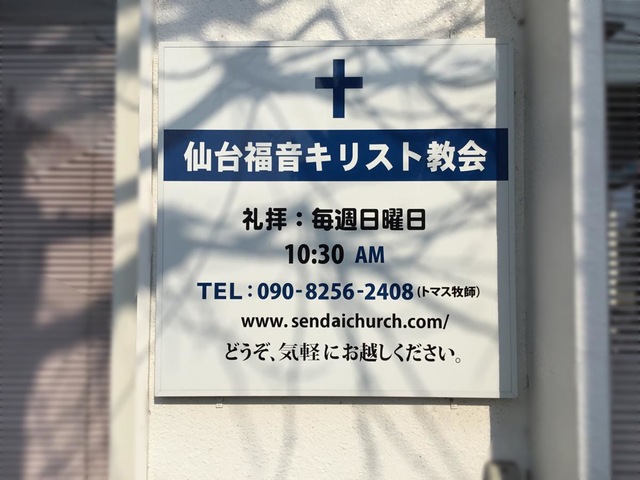 仙台福音キリスト教会
礼拝：毎週日曜日
10:30 AM
TEL：090-8256-2408(トマス牧師)
www.sendaichurch.com/
どうぞ、気軽にお越しください。